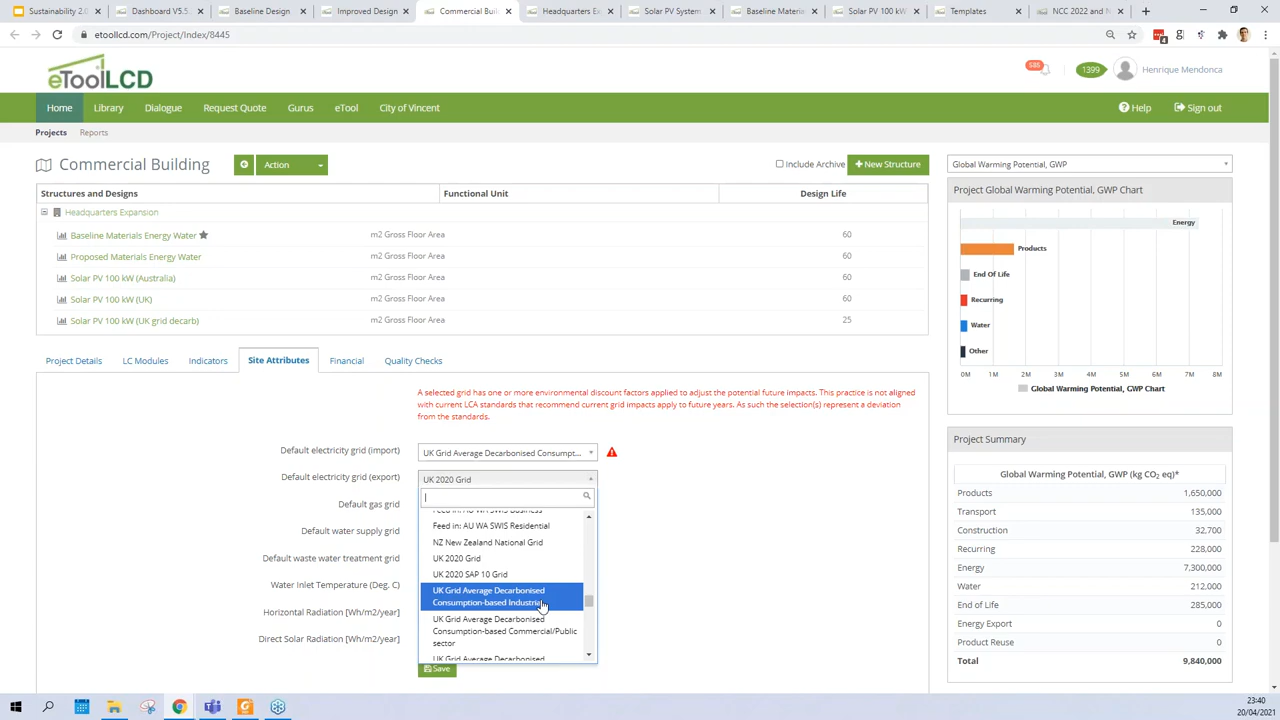 Sustainability 2.0
Dashboard V5.5
Baseline Design
Improved Design
Commercial Build
Headquarters Ex
Solar PV System
Baseline Materi
Solar PV 100 kW
Templates
NCC 2022 and N
etoollcd.com/Project/Index/8445
4
eToolLCD
585
1399
Henrique Mendonca
Home
Library
Dialogue
Request Quote
Gurus
eTool
City of Vincent
Help
Sign out
Projects
Reports
Commercial Building
Action
Include Archive
New Structure
Global Warming Potential, GWP
Structures and Designs
Functional Unit
Design Life
Headquarters Expansion
Baseline Materials Energy Water
m2 Gross Floor Area
60
Proposed Materials Energy Water
m2 Gross Floor Area
60
Solar PV 100 kW (Australia)
m2 Gross Floor Area
60
Solar PV 100 kW (UK)
m2 Gross Floor Area
60
Solar PV 100 kW (UK grid decarb)
m2 Gross Floor Area
25
Project Global Warming Potential, GWP Chart
Energy
Products
End Of Life
Recurring
Water
Other
0M
1M
2M
3M
4M
5M
6M
7M
8M
Global Warming Potential, GWP Chart
Project Details
LC Modules
Indicators
Site Attributes
Financial
Quality Checks
A selected grid has one or more environmental discount factors applied to adjust the potential future impacts. This practice is not aligned
with current LCA standards that recommend current grid impacts apply to future years. As such the selection(s) represent a deviation
from the standards.
Default electricity grid (import)
UK Grid Average Decarbonised Consumpt...
Default electricity grid (export)
UK 2020 Grid
Default gas grid
Default water supply grid
Default waste water treatment grid
Water Inlet Temperature (Deg. C)
Horizontal Radiation [Wh/m2/year]
Direct Solar Radiation [Wh/m2/year]
Feed in: AU WA SWIS Business
Feed in: AU WA SWIS Residential
NZ New Zealand National Grid
UK 2020 Grid
UK 2020 SAP 10 Grid
UK Grid Average Decarbonised
Consumption-based Industrial
UK Grid Average Decarbonised
Consumption-based Commercial/Public
sector
UK Grid Average Decarbonised
Save
Project Summary
Global Warming Potential, GWP (kg CO₂ eq)*
Products 1,650,000
Transport 135,000
Construction 32,700
Recurring 228,000
Energy 7,300,000
Water 212,000
End of Life 285,000
Energy Export 0
Product Reuse 0
Total 9,840,000
23:40
20/04/2021